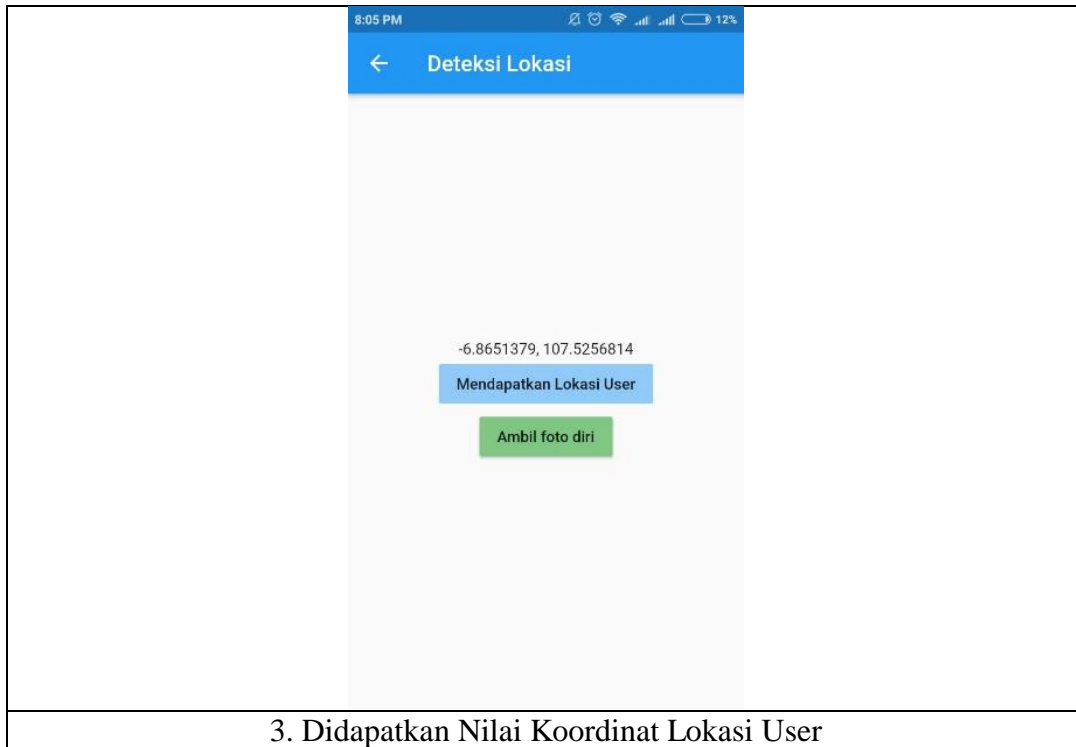 8:05 PM 12%
Deteksi Lokasi
-6.8651379, 107.5256814
Mendapatkan Lokasi User
Ambil foto diri
3. Didapatkan Nilai Koordinat Lokasi User